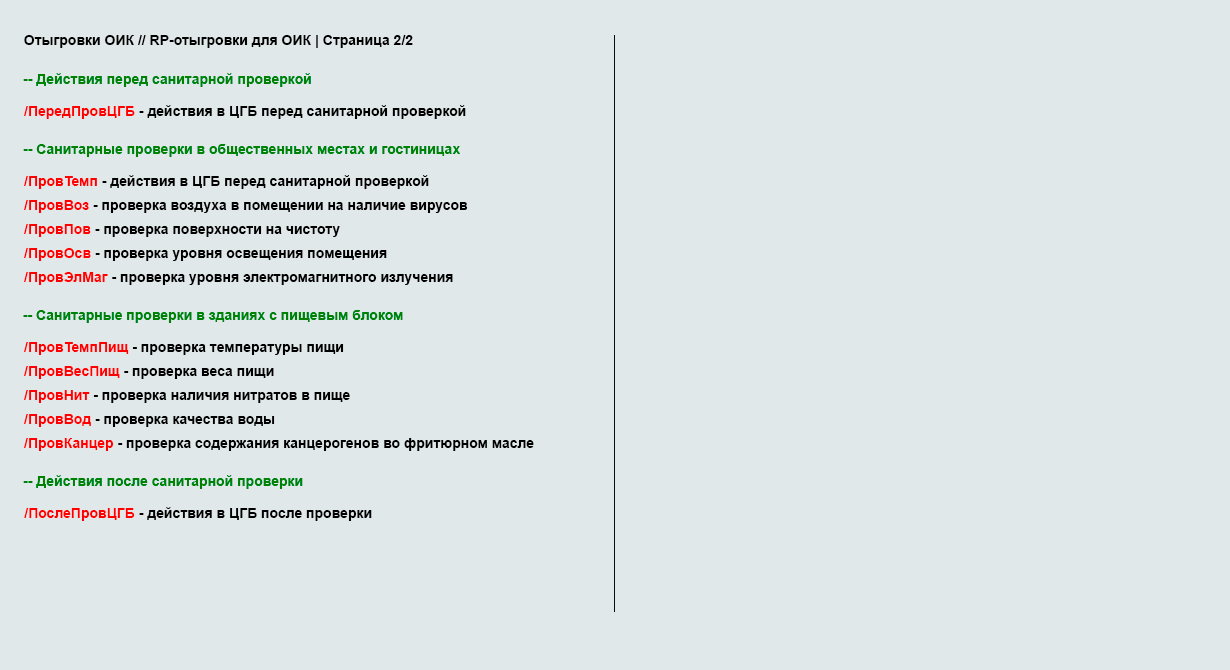 Отыгровки ОИК // RP-отыгровки для ОИК | Страница 2/2
-- Действия перед санитарной проверкой
/ПередПровЦГБ - действия в ЦГБ перед санитарной проверкой
-- Санитарные проверки в общественных местах и гостиницах
/ПровТемп - действия в ЦГБ перед санитарной проверкой
/ПровВоз - проверка воздуха в помещении на наличие вирусов
/ПровПов - проверка поверхности на чистоту
/ПровОсв - проверка уровня освещения помещения
/ПровЭлМаг - проверка уровня электромагнитного излучения
-- Санитарные проверки в зданиях с пищевым блоком
/ПровТемпПищ - проверка температуры пищи
/ПровВесПищ - проверка веса пищи
/ПровНит - проверка наличия нитратов в пище
/ПровВод - проверка качества воды
/ПровКанцер - проверка содержания канцерогенов во фритюрном масле
-- Действия после санитарной проверки
/ПослеПровЦГБ - действия в ЦГБ после проверки